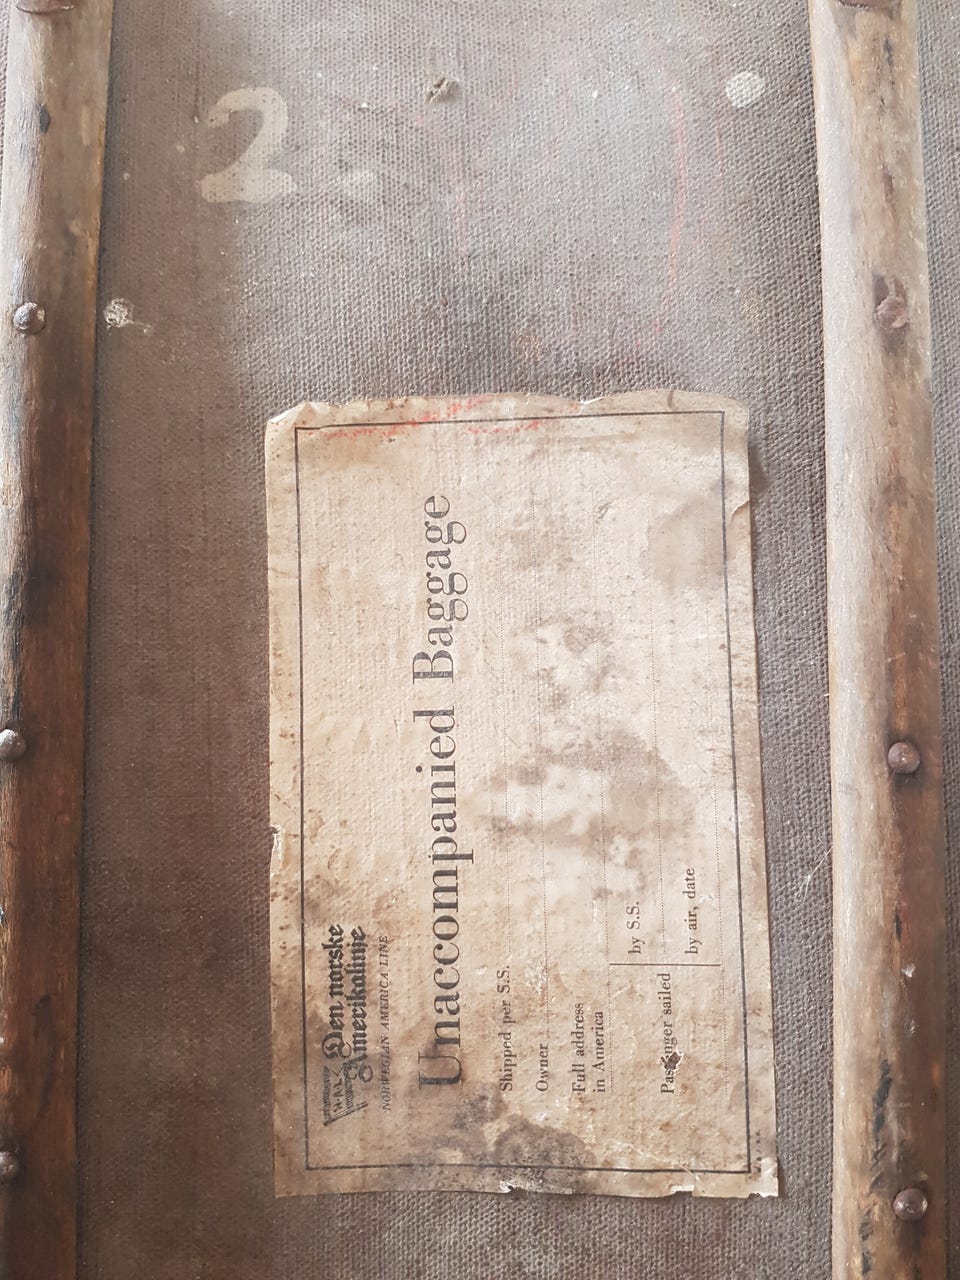 2.
Den norske
Amerikalinje
NORWEGIAN AMERICA LINE
Unaccompanied Baggage
Shipped per S.S.
Owner
Full address
in America
by S.S.
Passenger sailed
by air, date